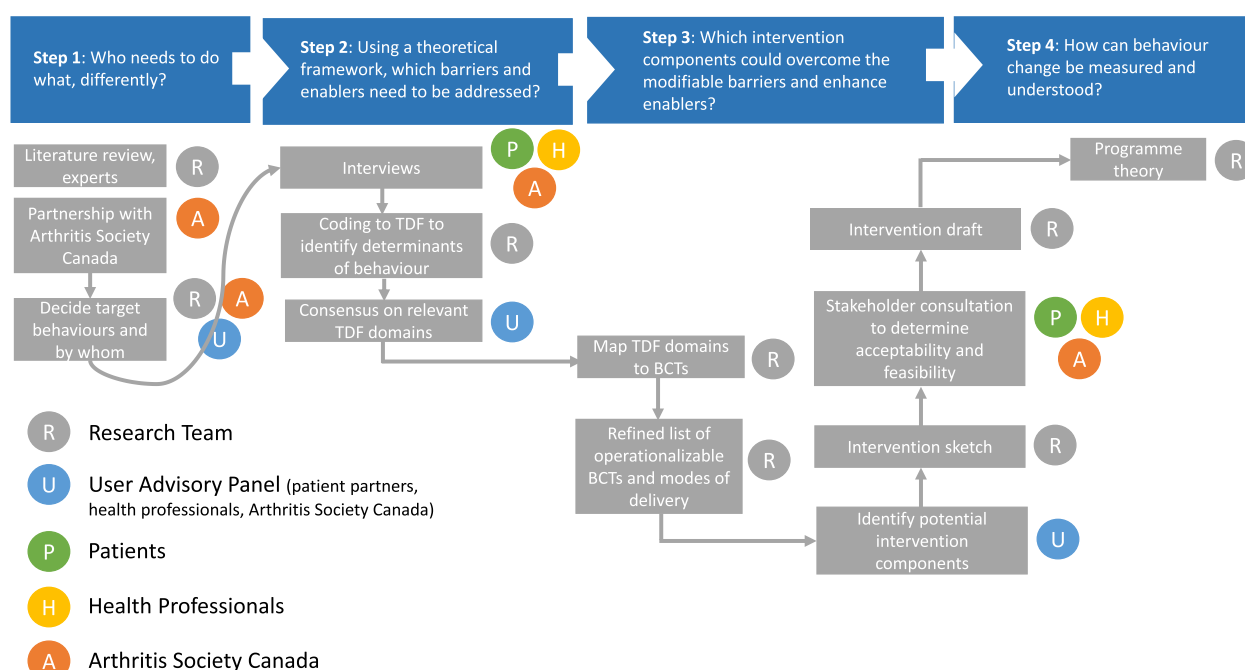 Step 1: Who needs to do
what, differently?
Step 2: Using a theoretical
framework, which barriers and
enablers need to be addressed?
Step 3: Which intervention
components could overcome the
modifiable barriers and enhance
enablers?
Step 4: How can behaviour
change be measured and
understood?
Literature review,
experts
R
Partnership with
Arthritis Society
Canada
A
Decide target
behaviours and
by whom
R
A
U
Interviews
P
H
A
Coding to TDF to
identify determinants
of behaviour
R
Consensus on relevant
TDF domains
U
Map TDF domains
to BCTs
R
Refined list of
operationalizable
BCTs and modes of
delivery
R
Identify potential
intervention
components
U
Intervention sketch
R
Stakeholder consultation
to determine
acceptability and
feasibility
P
H
A
Intervention draft
R
Programme
theory
R
R Research Team
U User Advisory Panel (patient partners,
health professionals, Arthritis Society Canada)
P Patients
H Health Professionals
A Arthritis Society Canada